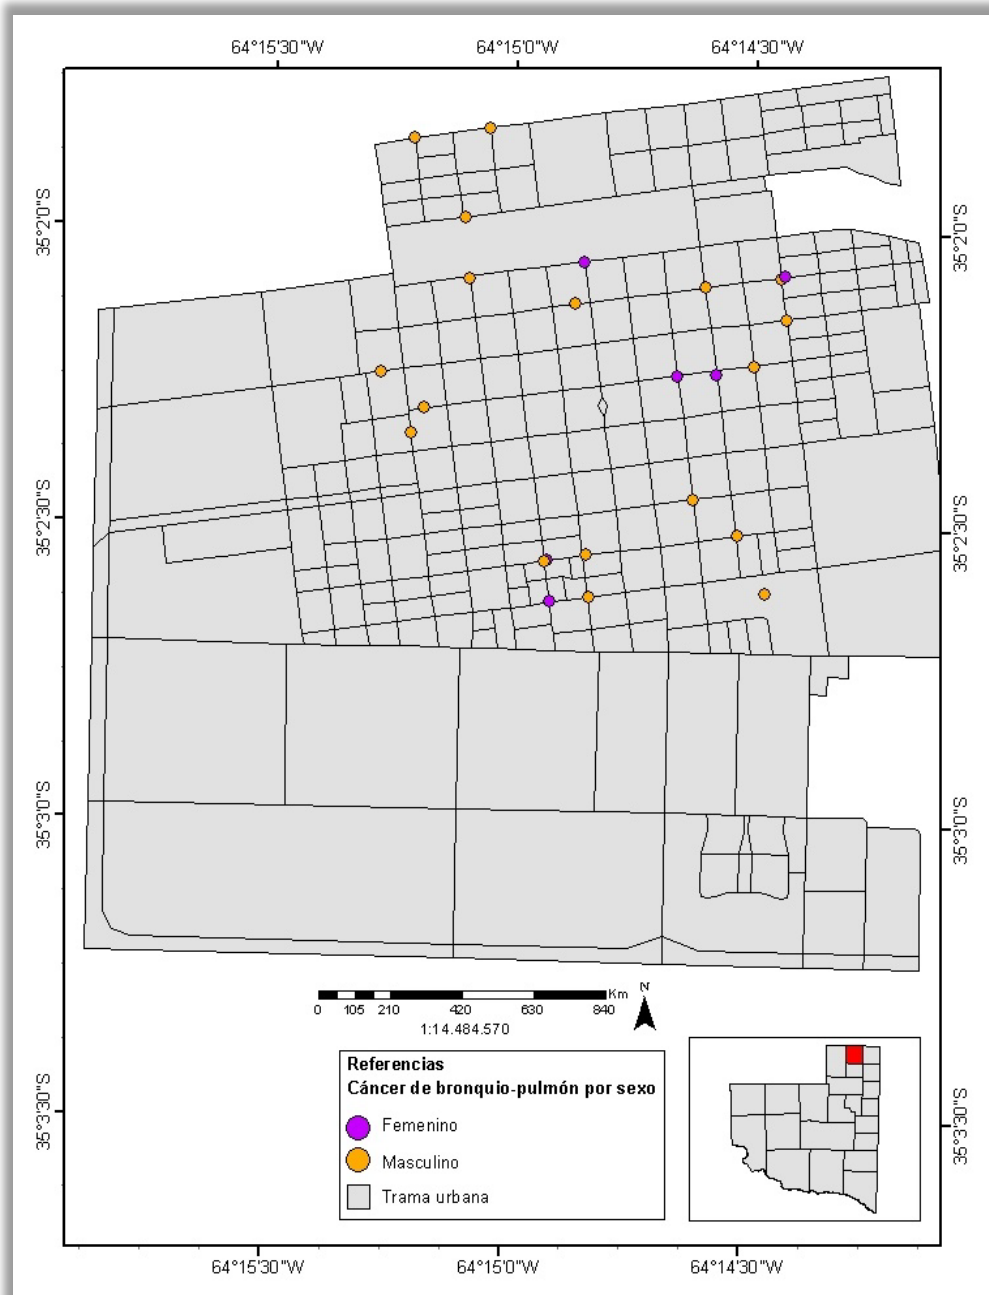 64°15'30"W 64°15'0"W 64°14'30"W
35°2'0"S 35°2'0"S
35°2'30"S 35°2'30"S
35°3'0"S 35°3'0"S
35°3'30"S 35°3'30"S
Km N
0 105 210 420 630 840
1:14.484.570
Referencias
Cáncer de bronquio-pulmón por sexo
Femenino
Masculino
Trama urbana
64°15'30"W 64°15'0"W 64°14'30"W